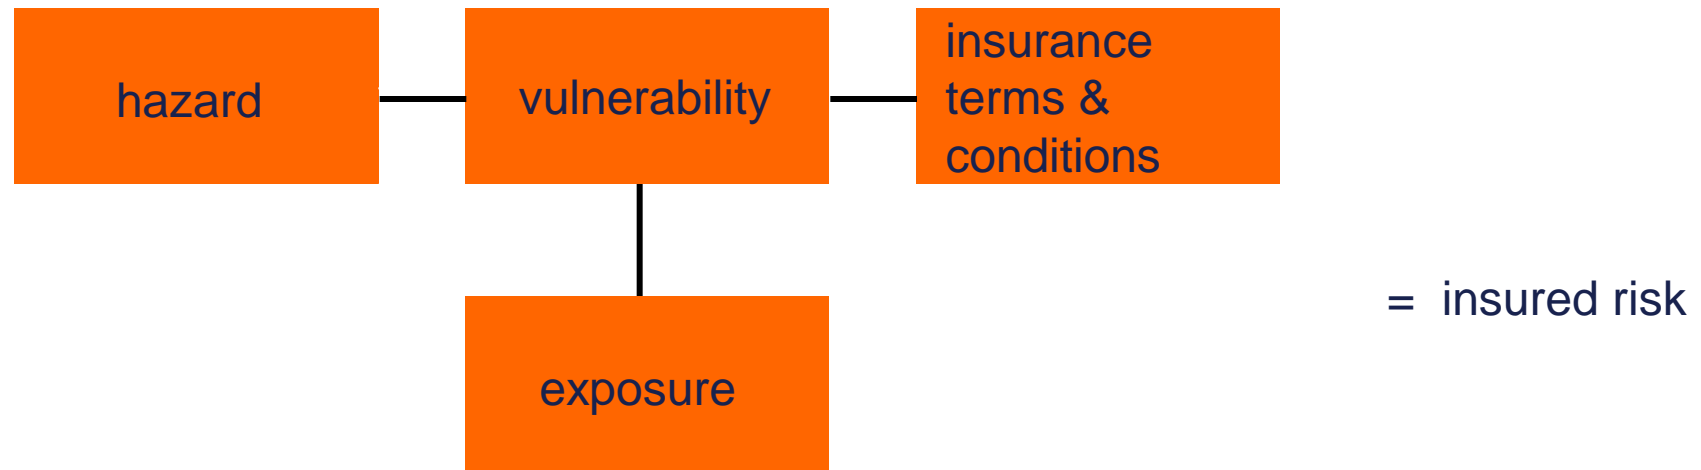 hazard
vulnerability
insurance
terms &
conditions
exposure
= insured risk